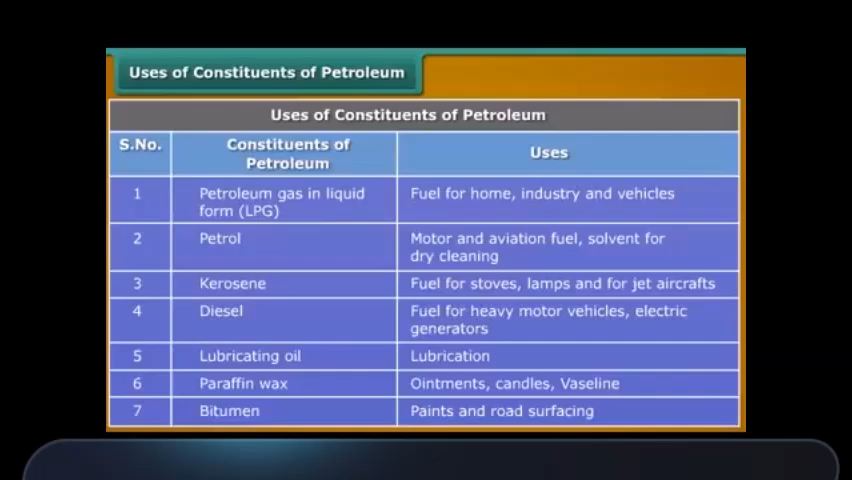 Uses of Constituents of Petroleum
Uses of Constituents of Petroleum
S.No. Constituents of Petroleum Uses
1 Petroleum gas in liquid form (LPG) Fuel for home, industry and vehicles
2 Petrol Motor and aviation fuel, solvent for dry cleaning
3 Kerosene Fuel for stoves, lamps and for jet aircrafts
4 Diesel Fuel for heavy motor vehicles, electric generators
5 Lubricating oil Lubrication
6 Paraffin wax Ointments, candles, Vaseline
7 Bitumen Paints and road surfacing